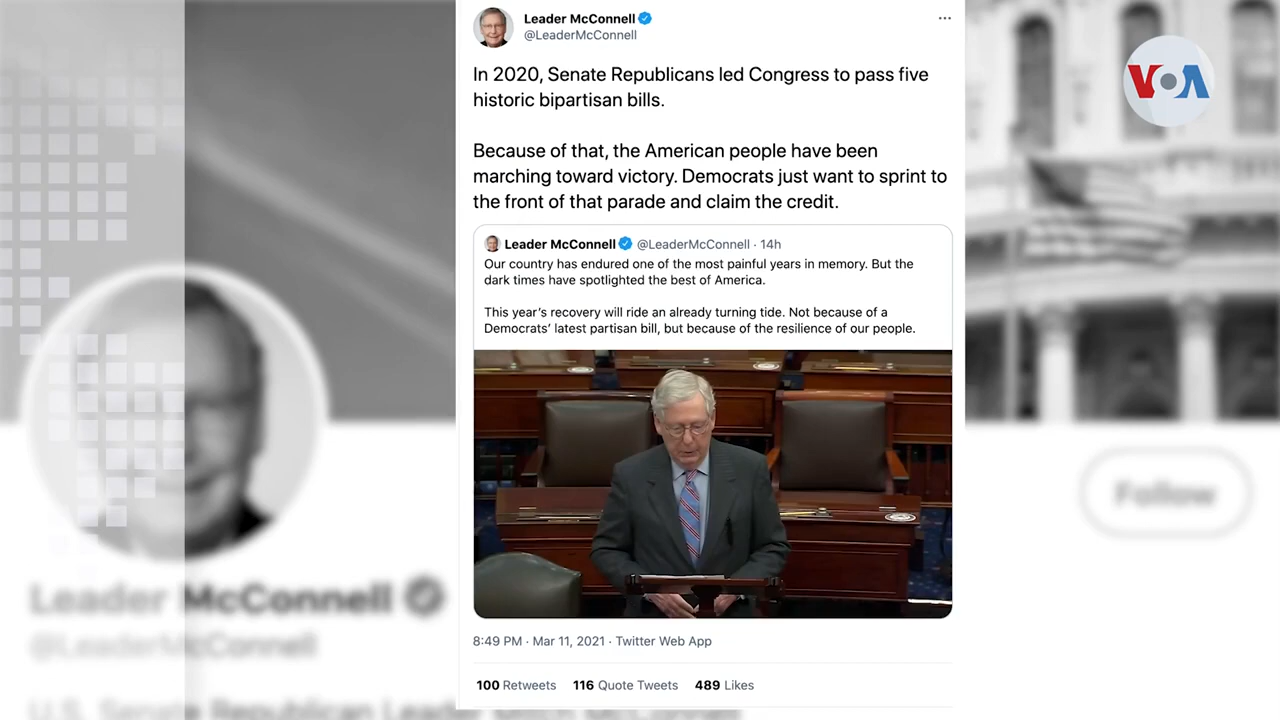 Leader McConnell
@LeaderMcConnell
In 2020, Senate Republicans led Congress to pass five
historic bipartisan bills.
Because of that, the American people have been
marching toward victory. Democrats just want to sprint to
the front of that parade and claim the credit.
Leader McConnell @LeaderMcConnell · 14h
Our country has endured one of the most painful years in memory. But the
dark times have spotlighted the best of America.
This year's recovery will ride an already turning tide. Not because of a
Democrats' latest partisan bill, but because of the resilience of our people.
8:49 PM · Mar 11, 2021 · Twitter Web App
100 Retweets 116 Quote Tweets 489 Likes
VOA
Follow
Leader McConnell
@LeaderMcConnell
U.S. Senate Republican Leader Mitch McConnell